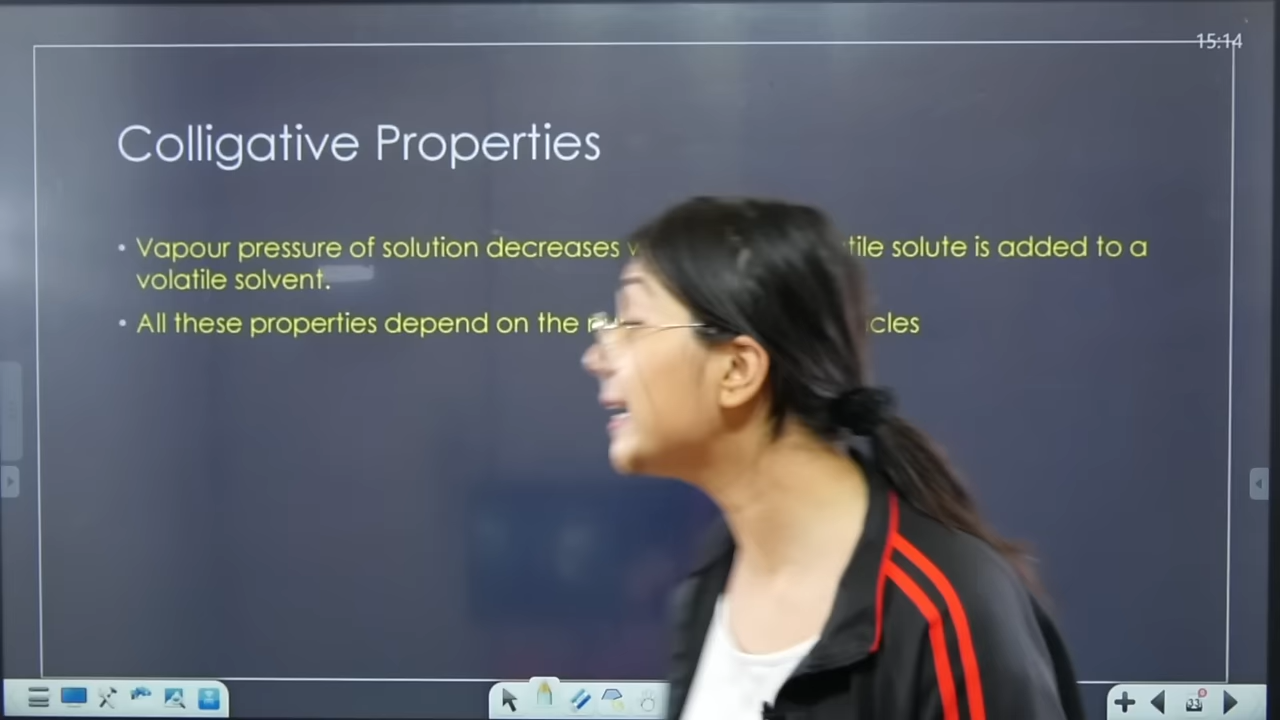 15:14
Colligative Properties
• Vapour pressure of solution decreases tile solute is added to a
volatile solvent.
• All these properties depend on the cles